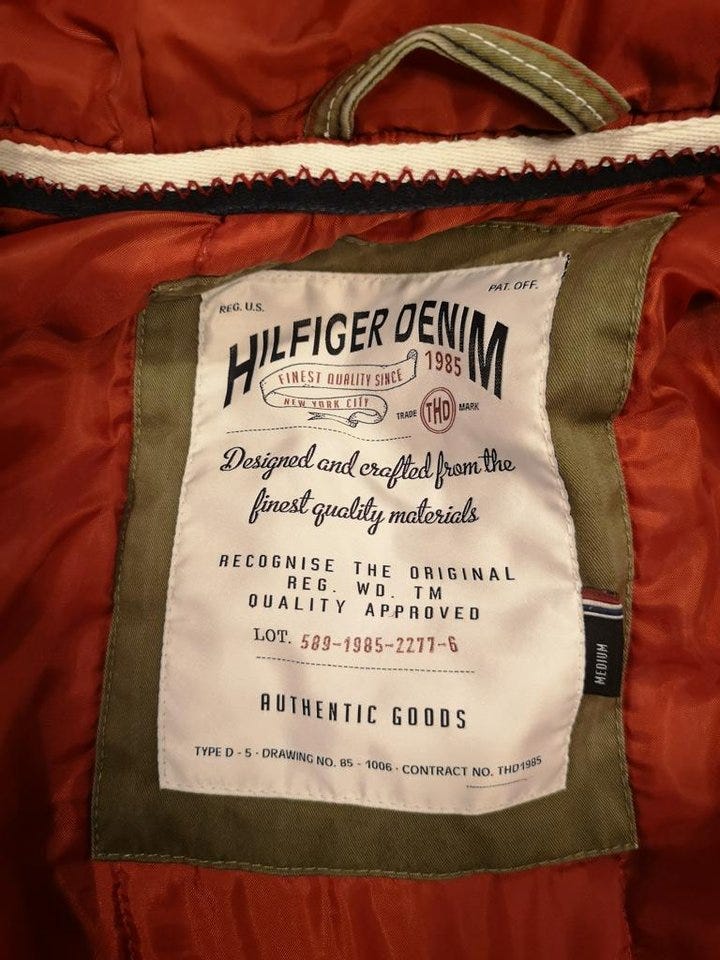 REG. U.S.
PAT. OFF.
HILFIGER DENIM
FINEST QUALITY SINCE 1985
NEW YORK CITY
TRADE THD MARK
Designed and crafted from the
finest quality materials
RECOGNISE THE ORIGINAL
REG. WD. TM
QUALITY APPROVED
LOT. 589-1985-2277-6
AUTHENTIC GOODS
TYPE D - 5 · DRAWING NO. 85 - 1006 · CONTRACT NO. THD1985
MEDIUM